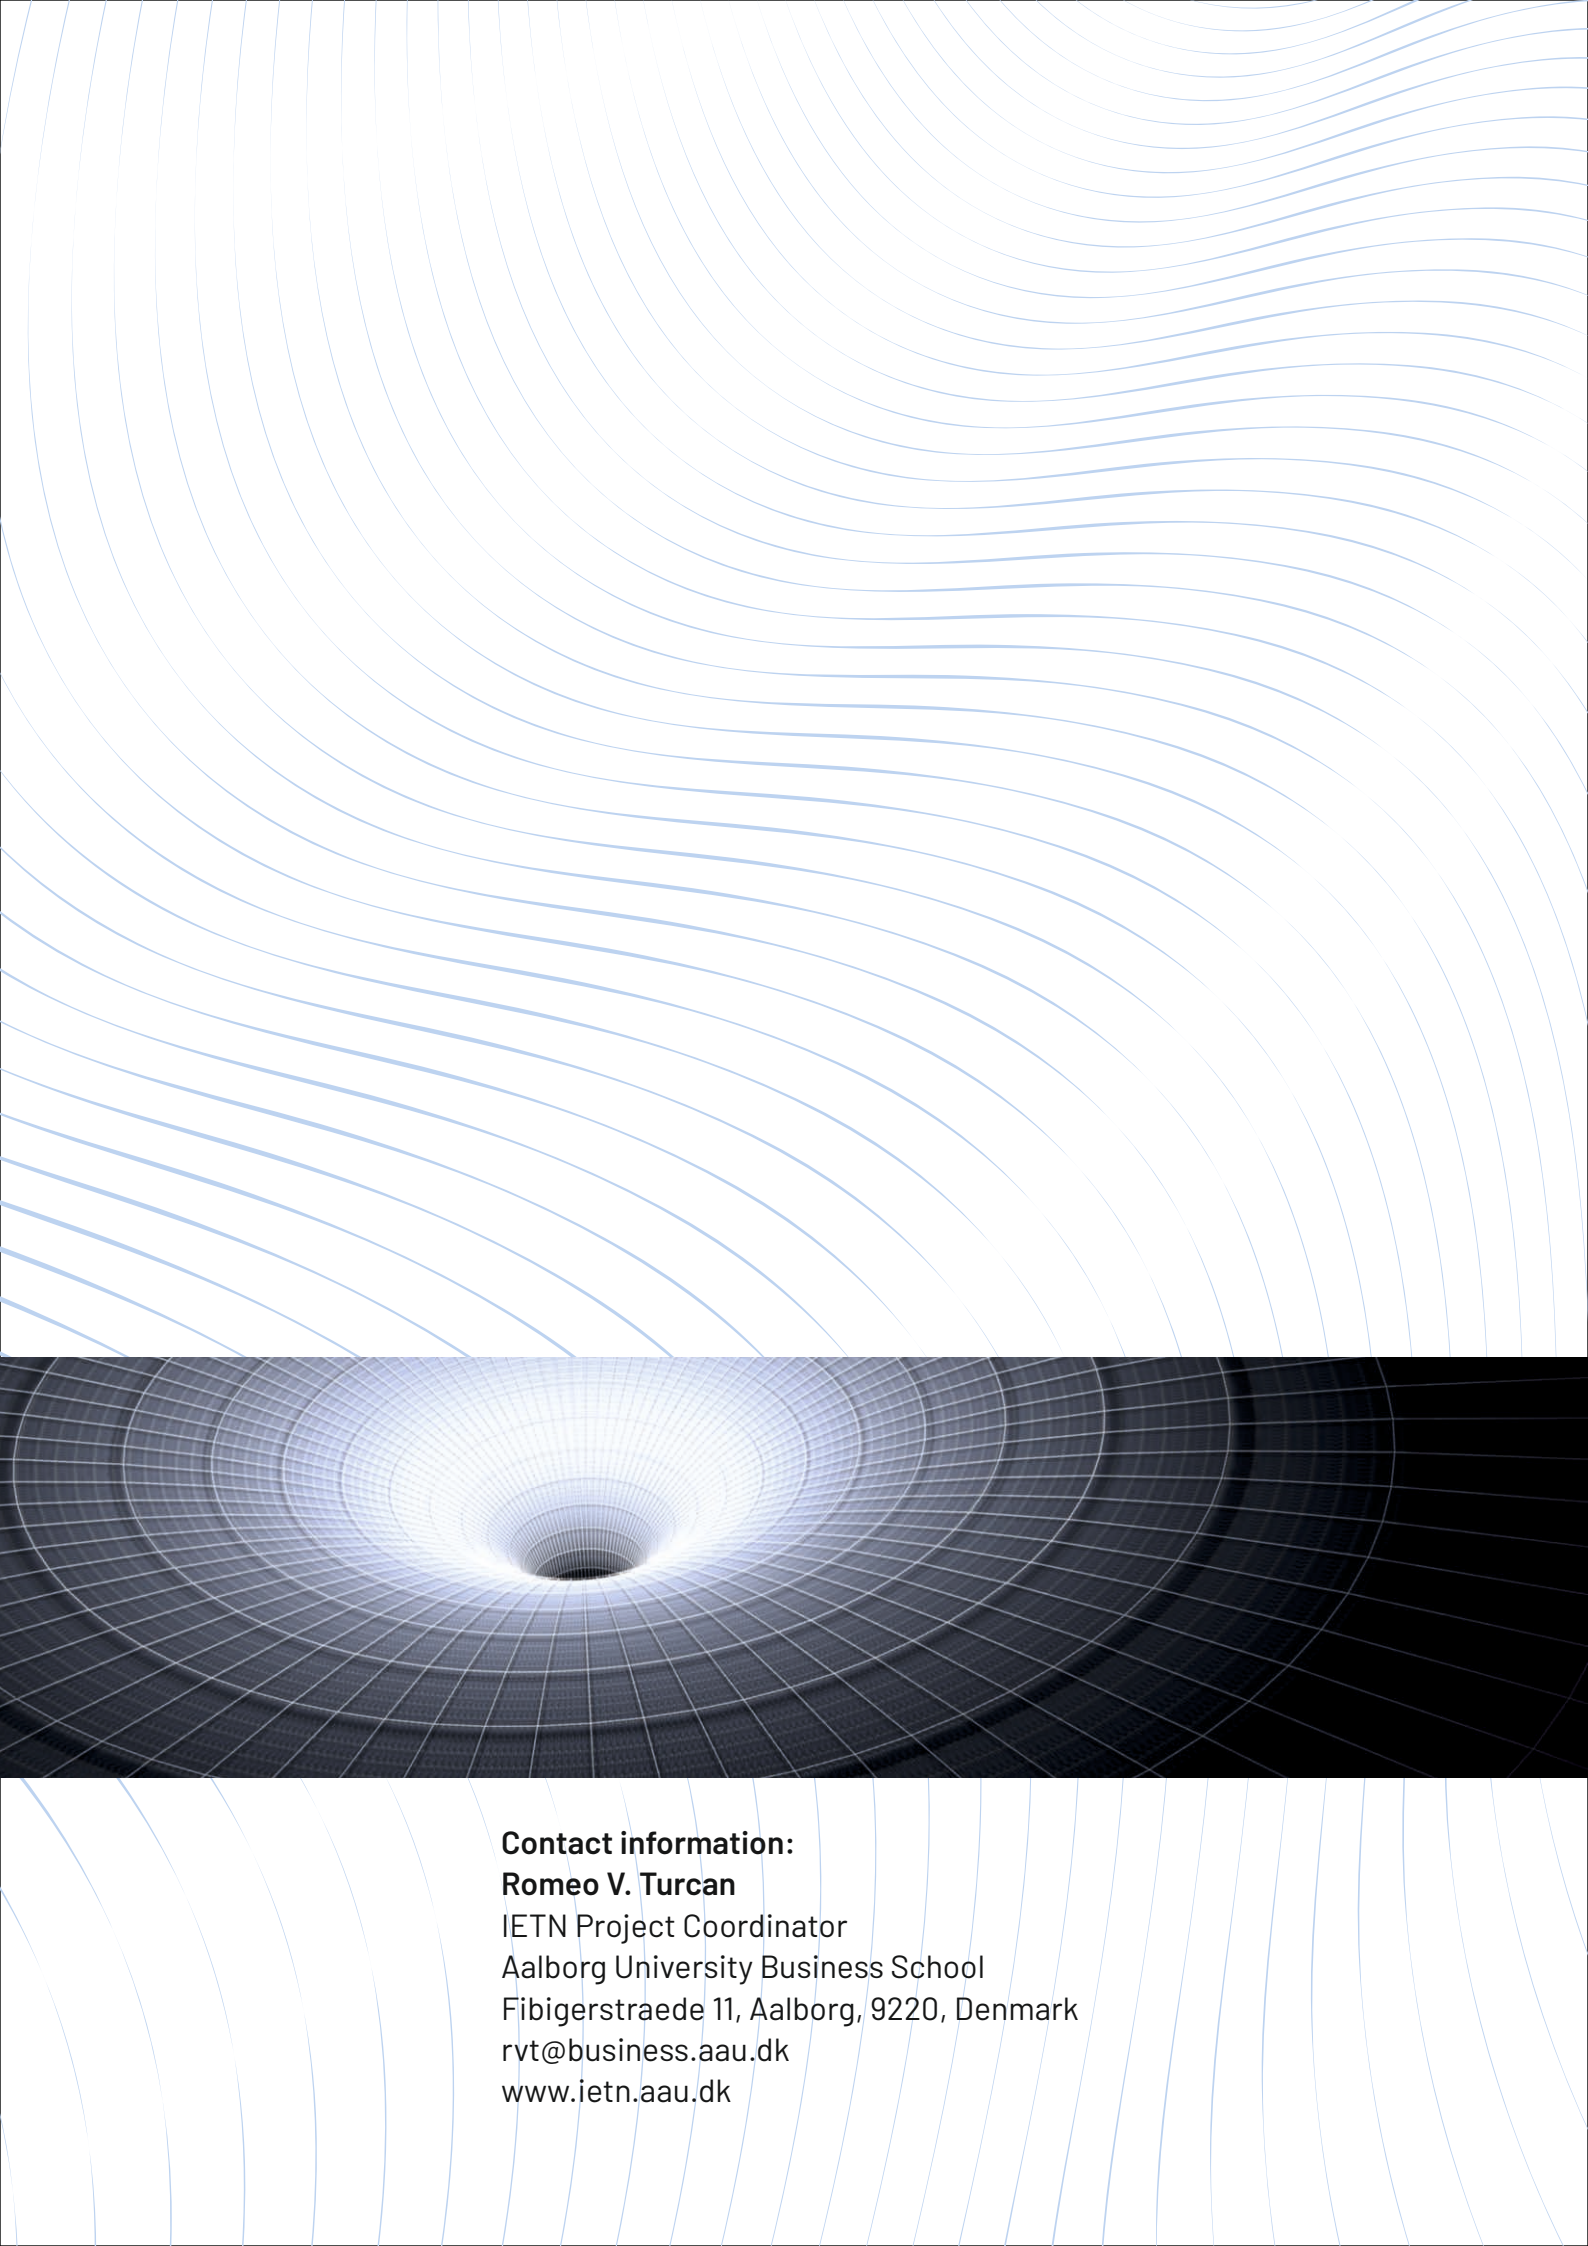 Contact information:
Romeo V. Turcan
IETN Project Coordinator
Aalborg University Business School
Fibigerstraede 11, Aalborg, 9220, Denmark
rvt@business.aau.dk
www.ietn.aau.dk